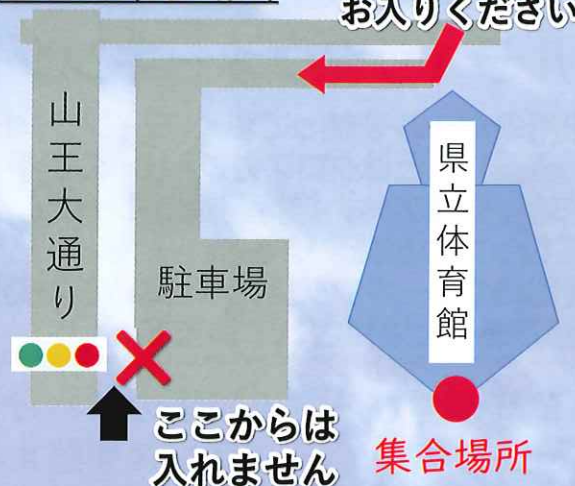 お入りください
山王大通り
駐車場
県立体育館
ここからは
入れません
集合場所